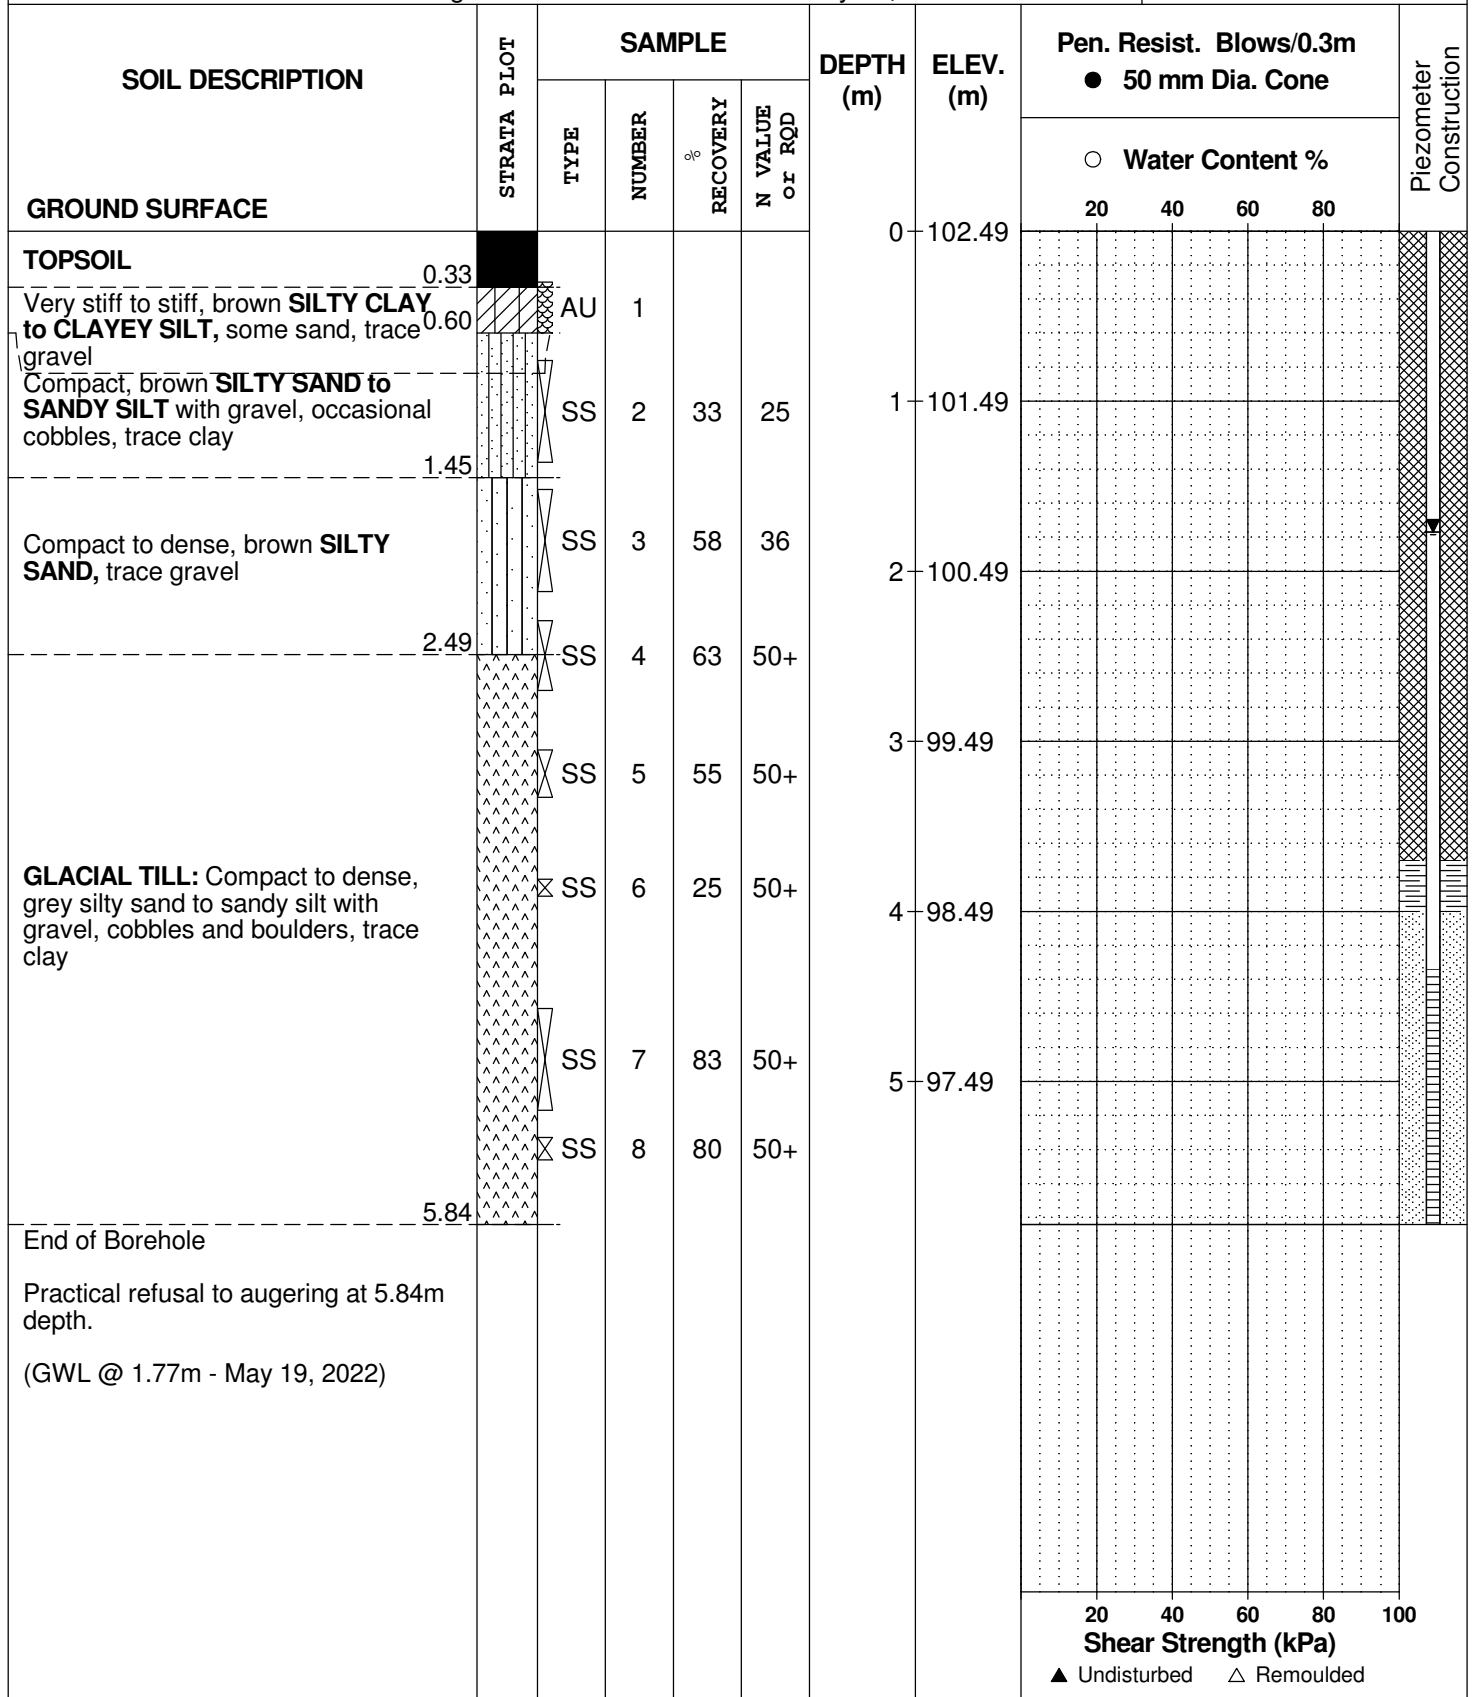 SOIL DESCRIPTION
GROUND SURFACE
STRATA PLOT
SAMPLE
TYPE
NUMBER
% RECOVERY
N VALUE or RQD
DEPTH (m)
ELEV. (m)
Pen. Resist. Blows/0.3m
● 50 mm Dia. Cone
○ Water Content %
20 40 60 80
Piezometer Construction
0 102.49
TOPSOIL
0.33
Very stiff to stiff, brown SILTY CLAY
to CLAYEY SILT, some sand, trace
gravel
0.60
AU 1
Compact, brown SILTY SAND to
SANDY SILT with gravel, occasional
cobbles, trace clay
1.45
SS 2 33 25
1 101.49
Compact to dense, brown SILTY
SAND, trace gravel
2.49
SS 3 58 36
2 100.49
SS 4 63 50+
3 99.49
SS 5 55 50+
GLACIAL TILL: Compact to dense,
grey silty sand to sandy silt with
gravel, cobbles and boulders, trace
clay
SS 6 25 50+
4 98.49
SS 7 83 50+
5 97.49
SS 8 80 50+
5.84
End of Borehole
Practical refusal to augering at 5.84m
depth.
(GWL @ 1.77m - May 19, 2022)
20 40 60 80 100
Shear Strength (kPa)
▲ Undisturbed △ Remoulded